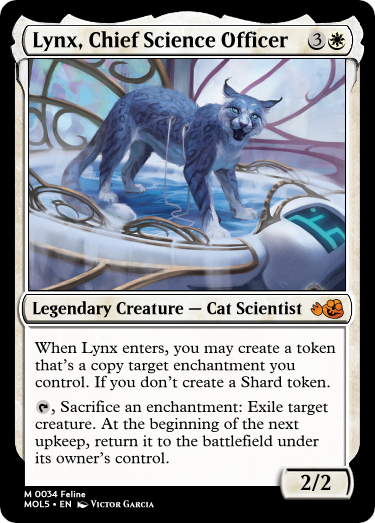 Lynx, Chief Science Officer 3
Legendary Creature — Cat Scientist
When Lynx enters, you may create a token
that's a copy target enchantment you
control. If you don't create a Shard token.
, Sacrifice an enchantment: Exile target
creature. At the beginning of the next
upkeep, return it to the battlefield under
its owner's control.
2/2
M 0034 Feline
MOL5 • EN Victor Garcia